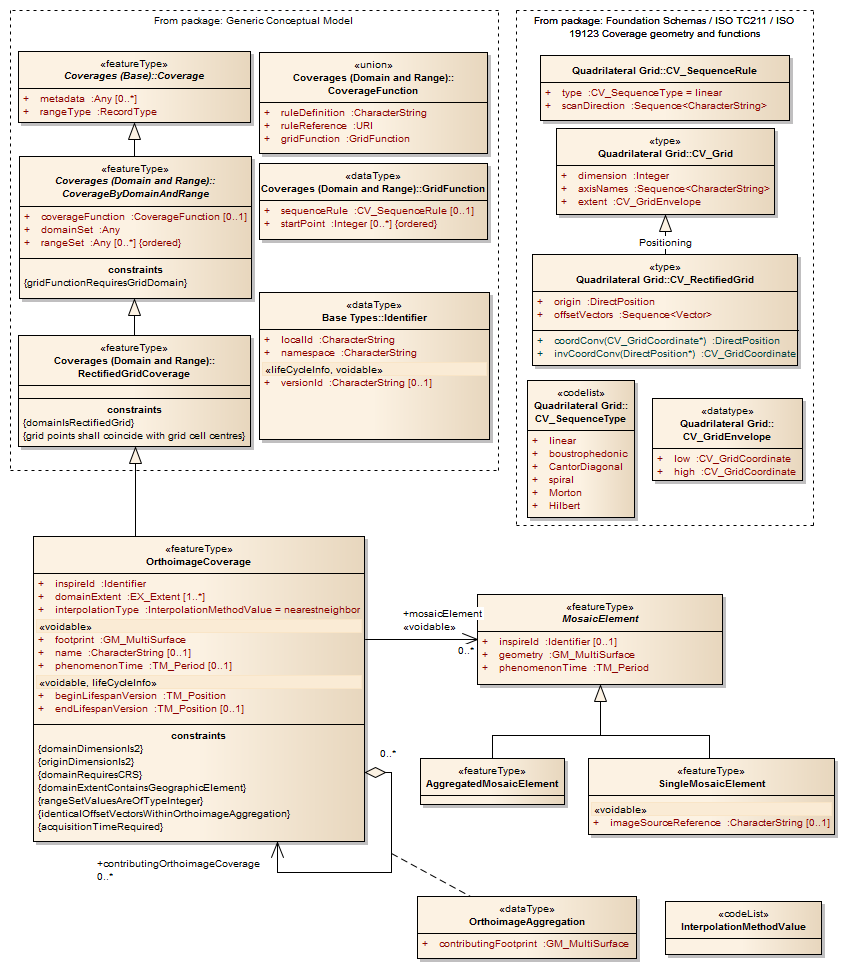 From package: Generic Conceptual Model
«featureType»
Coverages (Base)::Coverage
+ metadata :Any [0..*]
+ rangeType :RecordType
«union»
Coverages (Domain and Range)::
CoverageFunction
+ ruleDefinition :CharacterString
+ ruleReference :URI
+ gridFunction :GridFunction
«featureType»
Coverages (Domain and Range)::
CoverageByDomainAndRange
+ coverageFunction :CoverageFunction [0..1]
+ domainSet :Any
+ rangeSet :Any [0..*] {ordered}
constraints
{gridFunctionRequiresGridDomain}
«dataType»
Coverages (Domain and Range)::GridFunction
+ sequenceRule :CV_SequenceRule [0..1]
+ startPoint :Integer [0..*] {ordered}
«dataType»
Base Types::Identifier
+ localId :CharacterString
+ namespace :CharacterString
«lifeCycleInfo, voidable»
+ versionId :CharacterString [0..1]
«featureType»
Coverages (Domain and Range)::
RectifiedGridCoverage
constraints
{domainIsRectifiedGrid}
{grid points shall coincide with grid cell centres}
From package: Foundation Schemas / ISO TC211 / ISO
19123 Coverage geometry and functions
Quadrilateral Grid::CV_SequenceRule
+ type :CV_SequenceType = linear
+ scanDirection :Sequence<CharacterString>
«type»
Quadrilateral Grid::CV_Grid
+ dimension :Integer
+ axisNames :Sequence<CharacterString>
+ extent :CV_GridEnvelope
Positioning
«type»
Quadrilateral Grid::CV_RectifiedGrid
+ origin :DirectPosition
+ offsetVectors :Sequence<Vector>
+ coordConv(CV_GridCoordinate*) :DirectPosition
+ invCoordConv(DirectPosition*) :CV_GridCoordinate
«codelist»
Quadrilateral Grid::
CV_SequenceType
+ linear
+ boustrophedonic
+ CantorDiagonal
+ spiral
+ Morton
+ Hilbert
«datatype»
Quadrilateral Grid::
CV_GridEnvelope
+ low :CV_GridCoordinate
+ high :CV_GridCoordinate
«featureType»
OrthoimageCoverage
+ inspireId :Identifier
+ domainExtent :EX_Extent [1..*]
+ interpolationType :InterpolationMethodValue = nearestneighbor
«voidable»
+ footprint :GM_MultiSurface
+ name :CharacterString [0..1]
+ phenomenonTime :TM_Period [0..1]
«voidable, lifeCycleInfo»
+ beginLifespanVersion :TM_Position
+ endLifespanVersion :TM_Position [0..1]
constraints
{domainDimensionIs2}
{originDimensionIs2}
{domainRequiresCRS}
{domainExtentContainsGeographicElement}
{rangeSetValuesAreOfTypeInteger}
{identicalOffsetVectorsWithinOrthoimageAggregation}
{acquisitionTimeRequired}
+mosaicElement
«voidable»
0..*
«featureType»
MosaicElement
+ inspireId :Identifier [0..1]
+ geometry :GM_MultiSurface
+ phenomenonTime :TM_Period
«featureType»
AggregatedMosaicElement
«featureType»
SingleMosaicElement
«voidable»
+ imageSourceReference :CharacterString [0..1]
0..*
+contributingOrthoimageCoverage
0..*
«dataType»
OrthoimageAggregation
+ contributingFootprint :GM_MultiSurface
«codeList»
InterpolationMethodValue